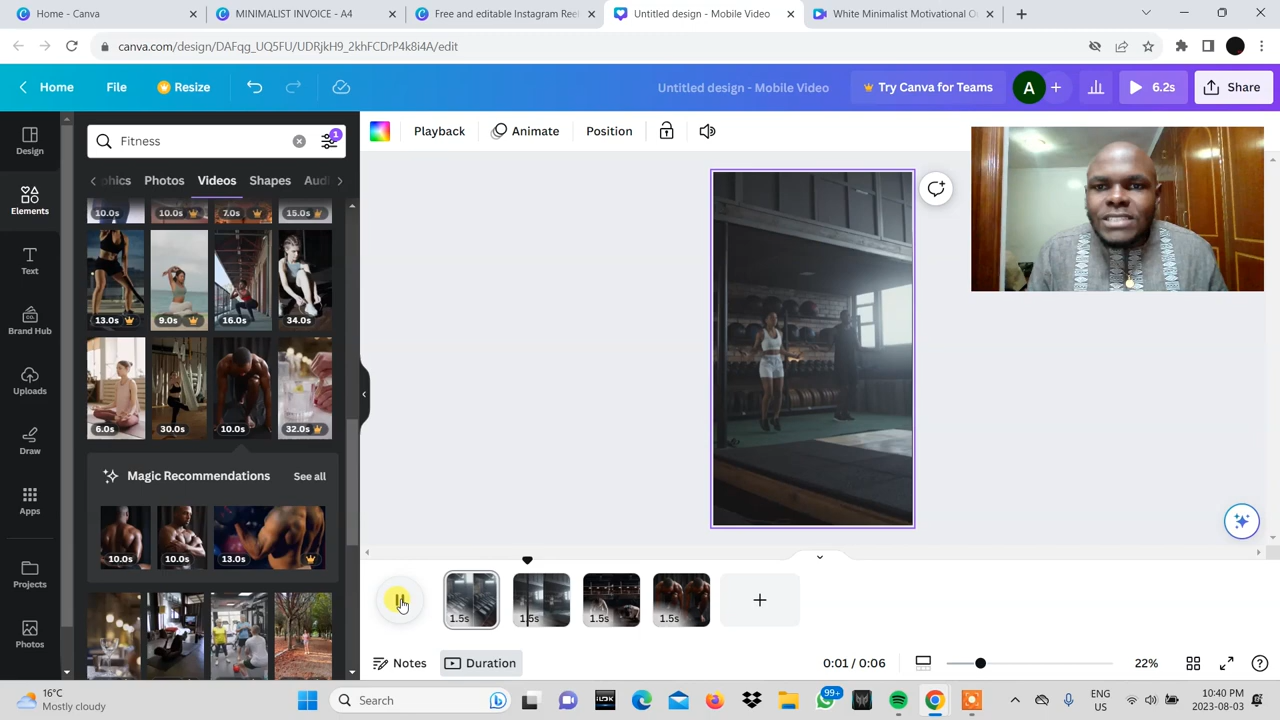 Home - Canva
MINIMALIST INVOICE - A4
Free and editable Instagram Ree
Untitled design - Mobile Video
White Minimalist Motivational O
canva.com/design/DAFqg_UQ5FU/UDRjkH9_2khFCDrP4k8i4A/edit
Home
File
Resize
Untitled design - Mobile Video
Try Canva for Teams
A
6.2s
Share
Design
Elements
Text
Brand Hub
Uploads
Draw
Apps
Projects
Photos
Fitness
1
phics
Photos
Videos
Shapes
Audi
10.0s
10.0s
7.0s
15.0s
13.0s
9.0s
16.0s
34.0s
6.0s
30.0s
10.0s
32.0s
Magic Recommendations
See all
10.0s
10.0s
13.0s
Playback
Animate
Position
1.5s
1.5s
1.5s
1.5s
Notes
Duration
0:01 / 0:06
22%
16°C
Mostly cloudy
Search
99+
ENG
US
10:40 PM
2023-08-03